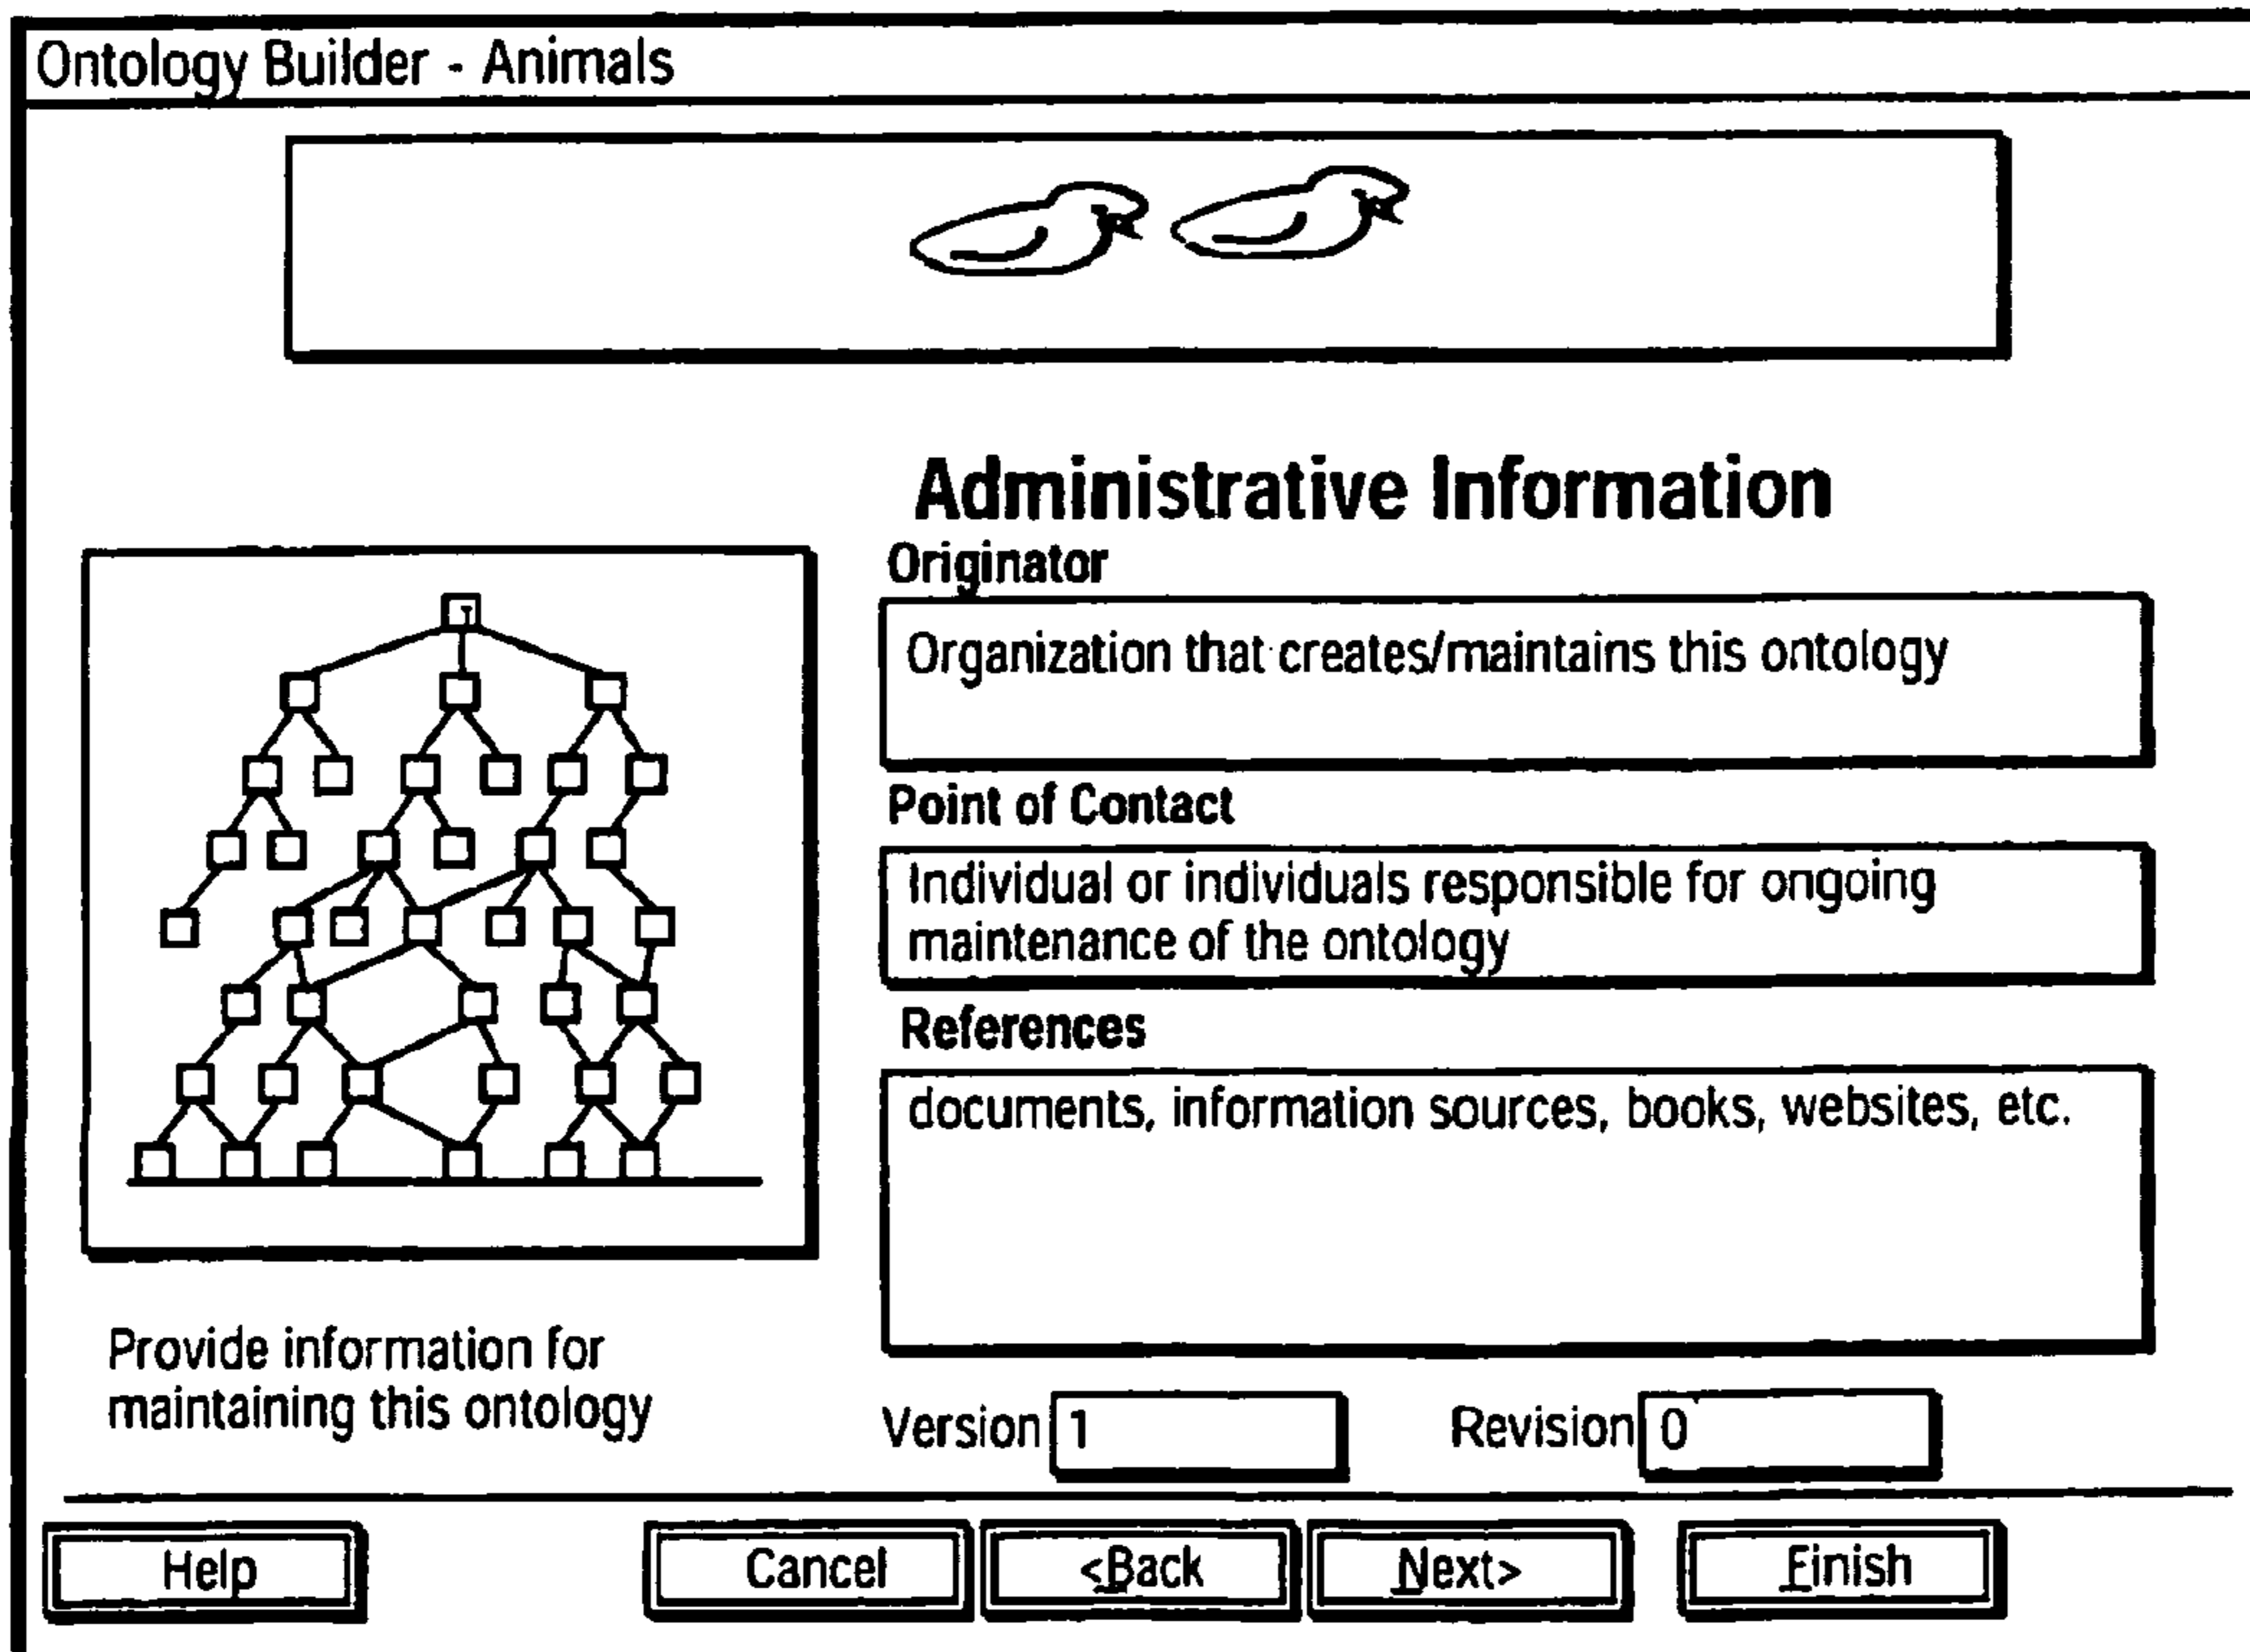 Ontology Builder - Animals
Administrative Information
Originator
Organization that creates/maintains this ontology
Point of Contact
Individual or individuals responsible for ongoing
maintenance of the ontology
References
documents, information sources, books, websites, etc.
Provide information for
maintaining this ontology
Version 1 Revision 0
Help Cancel <Back Next> Finish